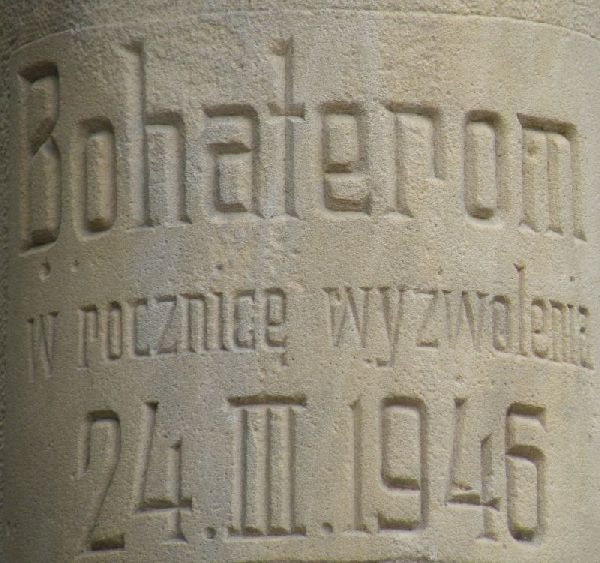 Bohaterom
w rocznicę wyzwolenia
24.III.1946